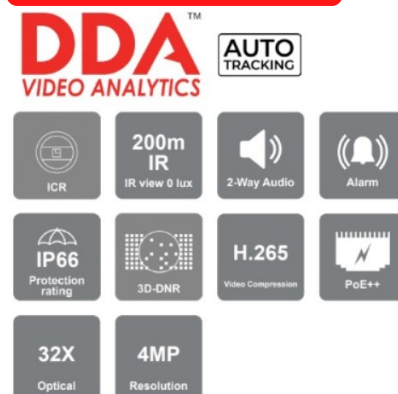 DDA™
VIDEO ANALYTICS
AUTO
TRACKING
ICR
200m
IR
IR view 0 lux
2-Way Audio
Alarm
IP66
Protection
rating
3D-DNR
H.265
Video Compression
PoE++
32X
Optical
4MP
Resolution